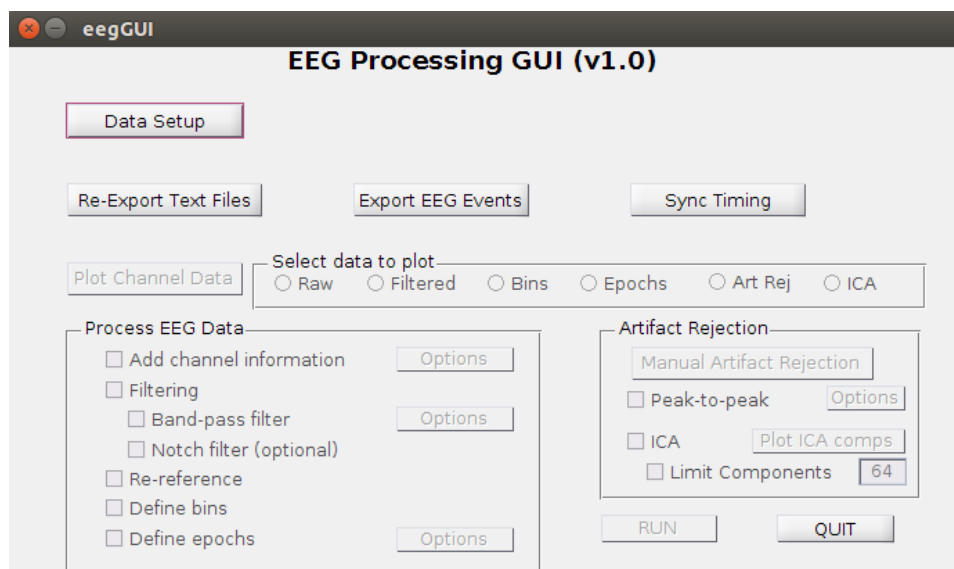 eegGUI
EEG Processing GUI (v1.0)
Data Setup
Re-Export Text Files Export EEG Events Sync Timing
Select data to plot
Plot Channel Data Raw Filtered Bins Epochs Art Rej ICA
Process EEG Data
Add channel information Options
Filtering
Band-pass filter Options
Notch filter (optional)
Re-reference
Define bins
Define epochs Options
Artifact Rejection
Manual Artifact Rejection
Peak-to-peak Options
ICA Plot ICA comps
Limit Components 64
RUN QUIT